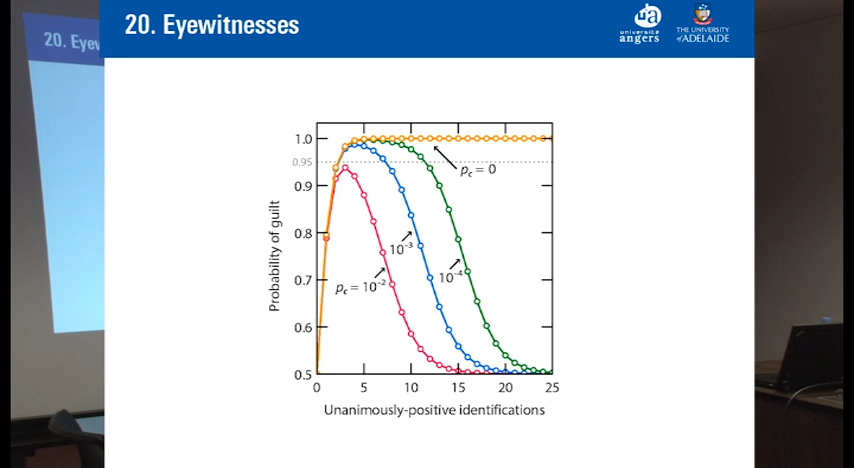 20. Eyewitnesses
université
angers
THE UNIVERSITY
of ADELAIDE
20. Eyew
1.0
0.95
0.9
0.8
0.7
0.6
0.5
Probability of guilt
pc = 0
10-3
10-4
pc = 10-2
0 5 10 15 20 25
Unanimously-positive identifications